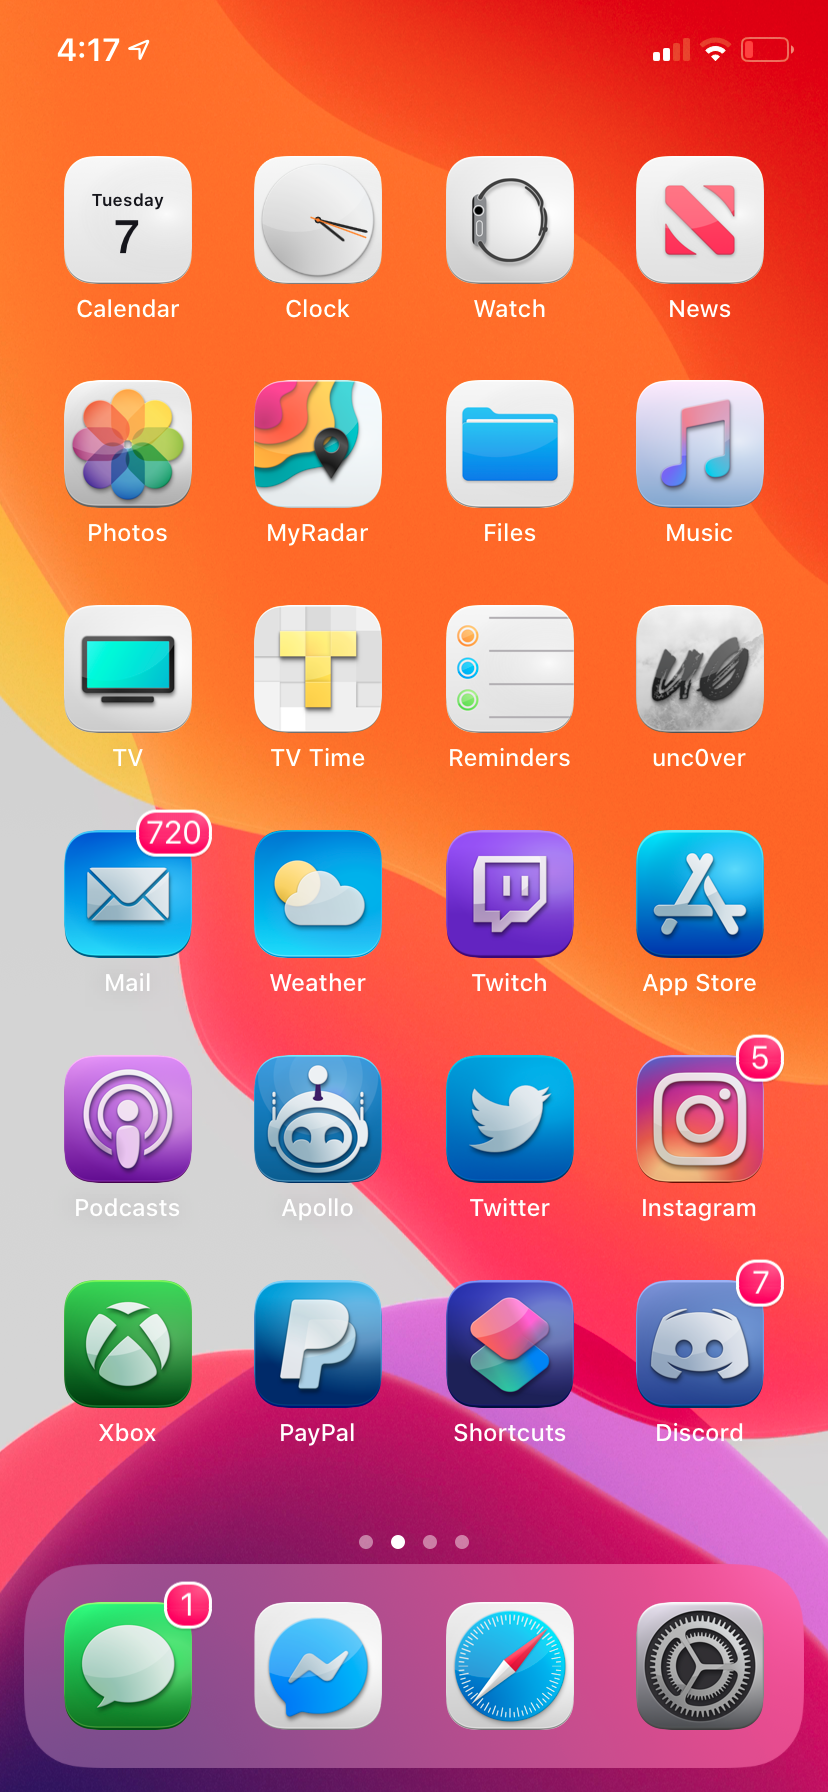 4:17
Tuesday
7
Calendar
Clock
Watch
News
Photos
MyRadar
Files
Music
T
uo
TV
TV Time
Reminders
unc0ver
720
Mail
Weather
Twitch
App Store
5
Podcasts
Apollo
Twitter
Instagram
7
Xbox
PayPal
Shortcuts
Discord
1